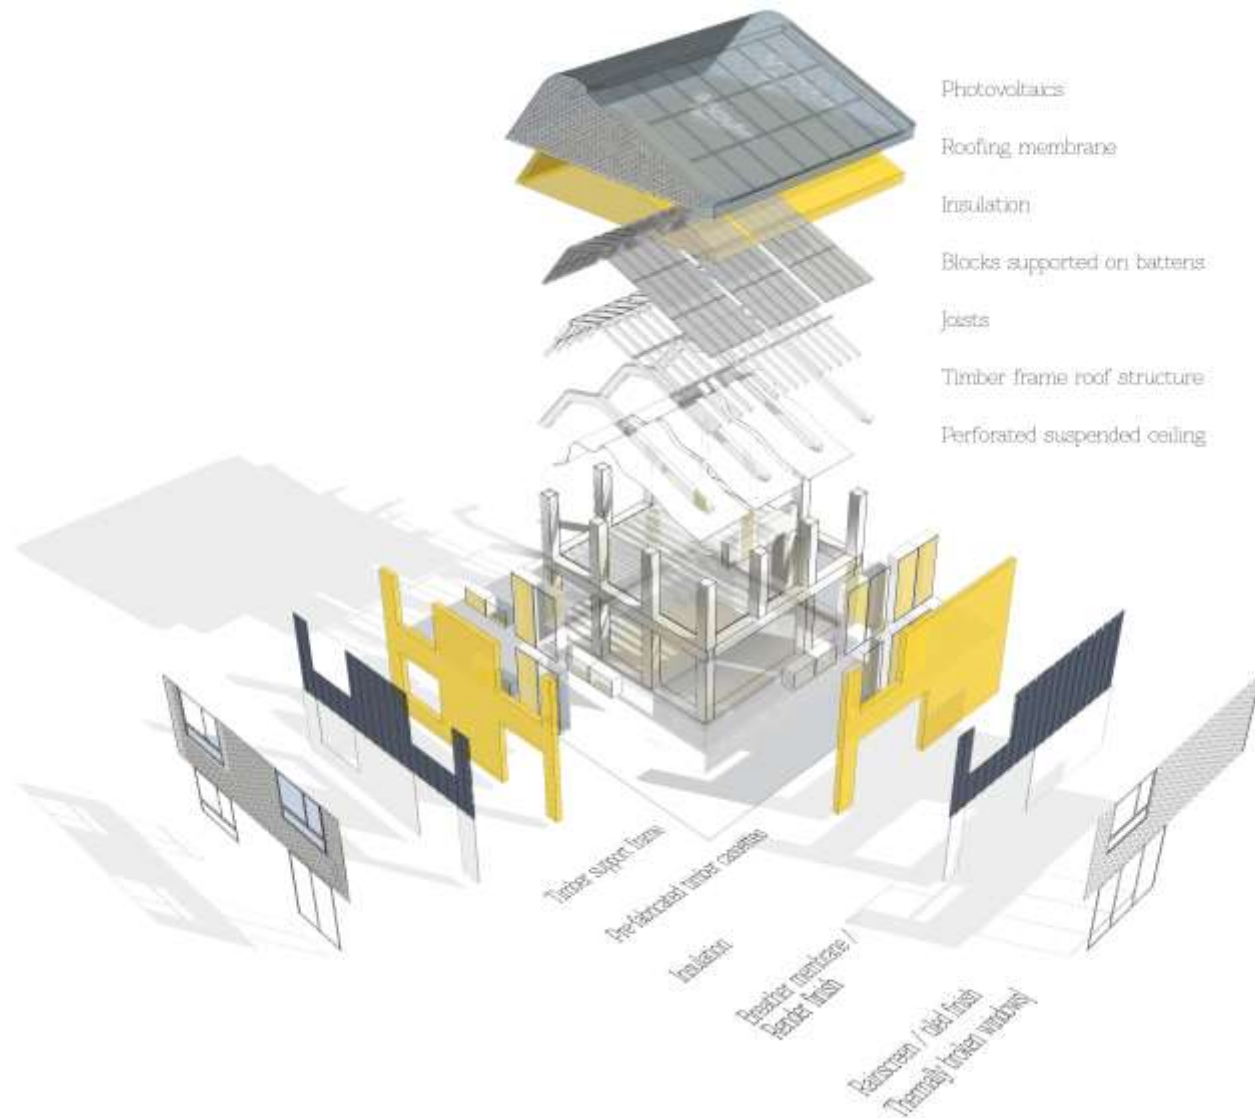 Photovoltaics
Roofing membrane
Insulation
Blocks supported on battens
Joists
Timber frame roof structure
Perforated suspended ceiling
Timber support frame
Pre-fabricated timber cassettes
Insulation
Breather membrane /
Render finish
Rainscreen / tiled finish
Thermally broken windows|